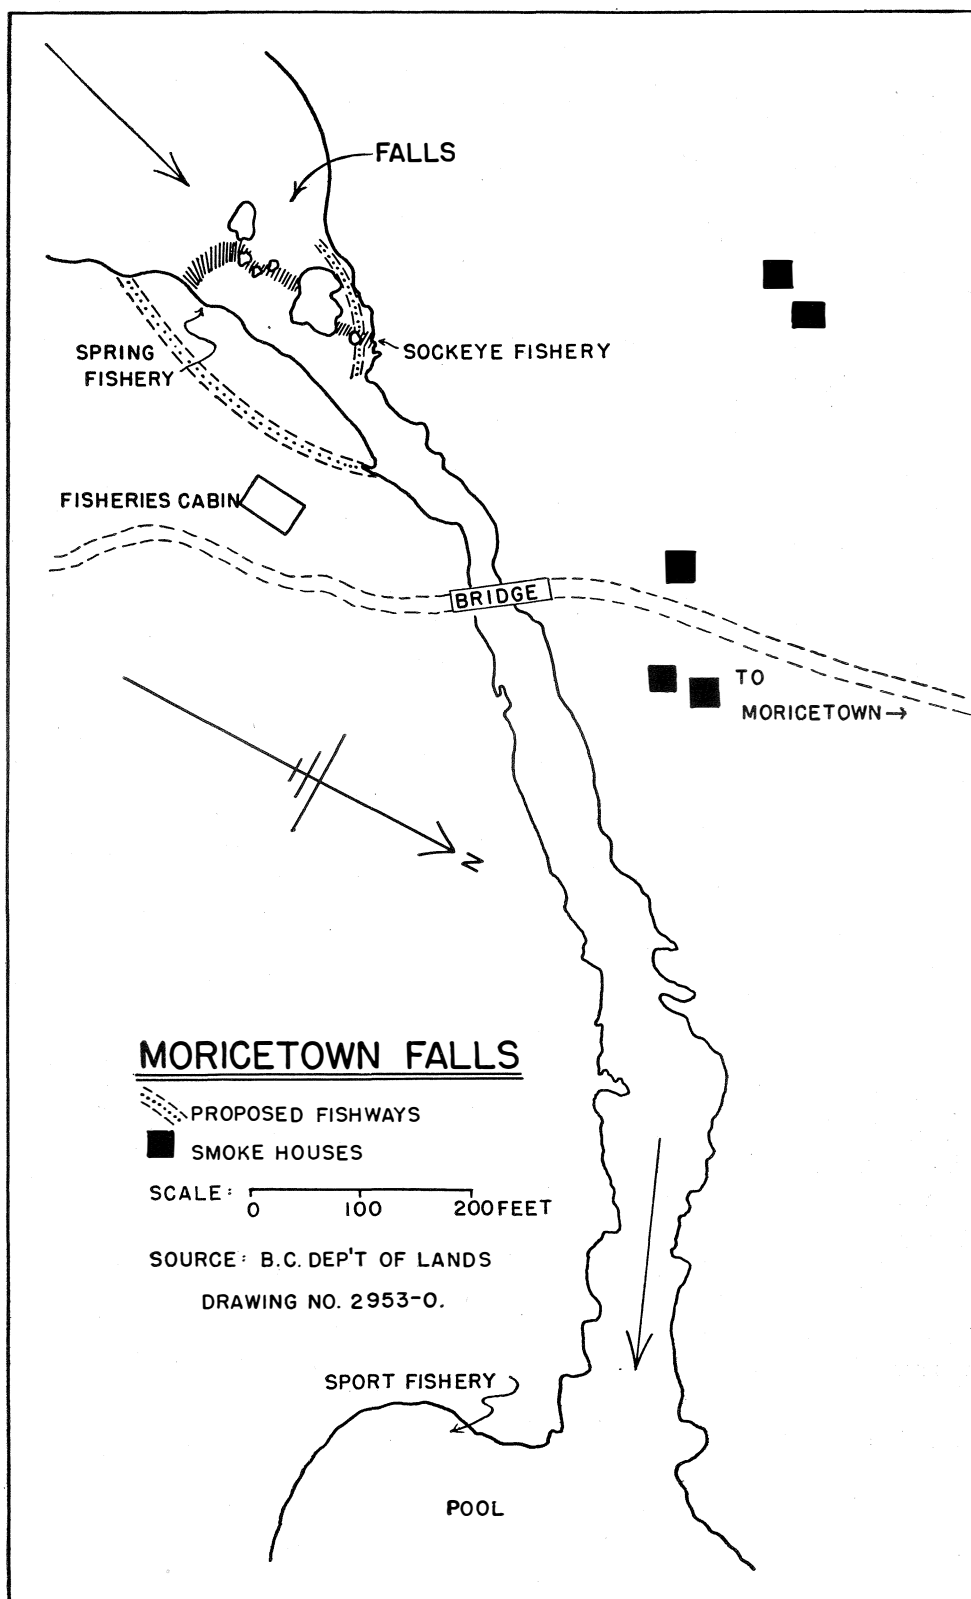 FALLS
SPRING
FISHERY
SOCKEYE FISHERY
FISHERIES CABIN
BRIDGE
TO
MORICETOWN→
N
MORICETOWN FALLS
PROPOSED FISHWAYS
SMOKE HOUSES
SCALE:
0 100 200 FEET
SOURCE: B.C. DEP'T OF LANDS
DRAWING NO. 2953-0.
SPORT FISHERY
POOL